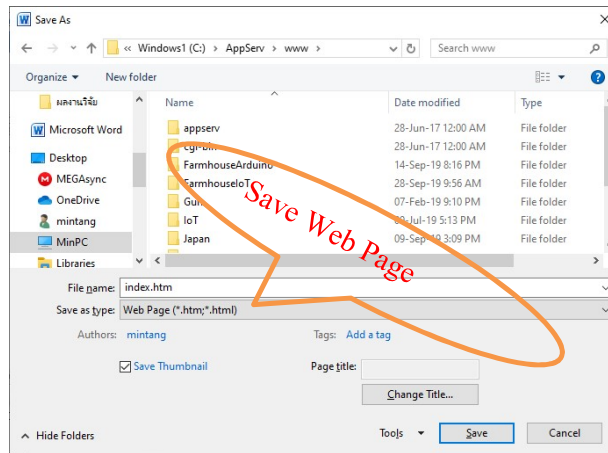 Save As
« Windows1 (C:) › AppServ › www › Search www
Organize New folder
ผลงานวิจัย
Microsoft Word
Desktop
MEGAsync
OneDrive
mintang
MinPC
Libraries
Name Date modified Type
appserv 28-Jun-17 12:00 AM File folder
cgi-bin 28-Jun-17 12:00 AM File folder
FarmhouseArduino 14-Sep-19 8:16 PM File folder
FarmhouseIoT 28-Sep-19 9:56 AM File folder
07-Feb-19 9:10 PM File folder
IoT 5:13 PM File folder
Japan 09-Sep-19 3:09 PM File folder
Save Web Page
File name: index.htm
Save as type: Web Page (*.htm;*.html)
Authors: mintang Tags: Add a tag
Save Thumbnail Page title:
Change Title...
Hide Folders Tools Save Cancel